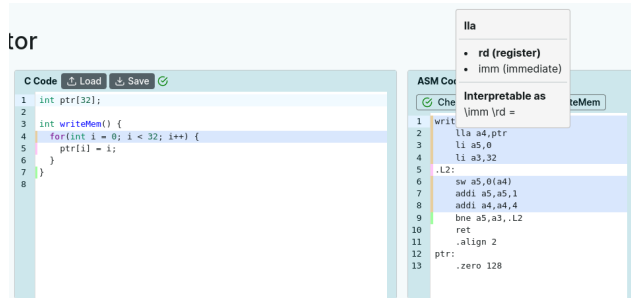 tor
C Code Load Save
1 int ptr[32];
2
3 int writeMem() {
4 for(int i = 0; i < 32; i++) {
5 ptr[i] = i;
6 }
7 }
8
lla
• rd (register)
• imm (immediate)
Interpretable as
\imm \rd =
ASM Co
Che
teMem
1 writ
2 lla a4,ptr
3 li a5,0
4 li a3,32
5 .L2:
6 sw a5,0(a4)
7 addi a5,a5,1
8 addi a4,a4,4
9 bne a5,a3,.L2
10 ret
11 .align 2
12 ptr:
13 .zero 128